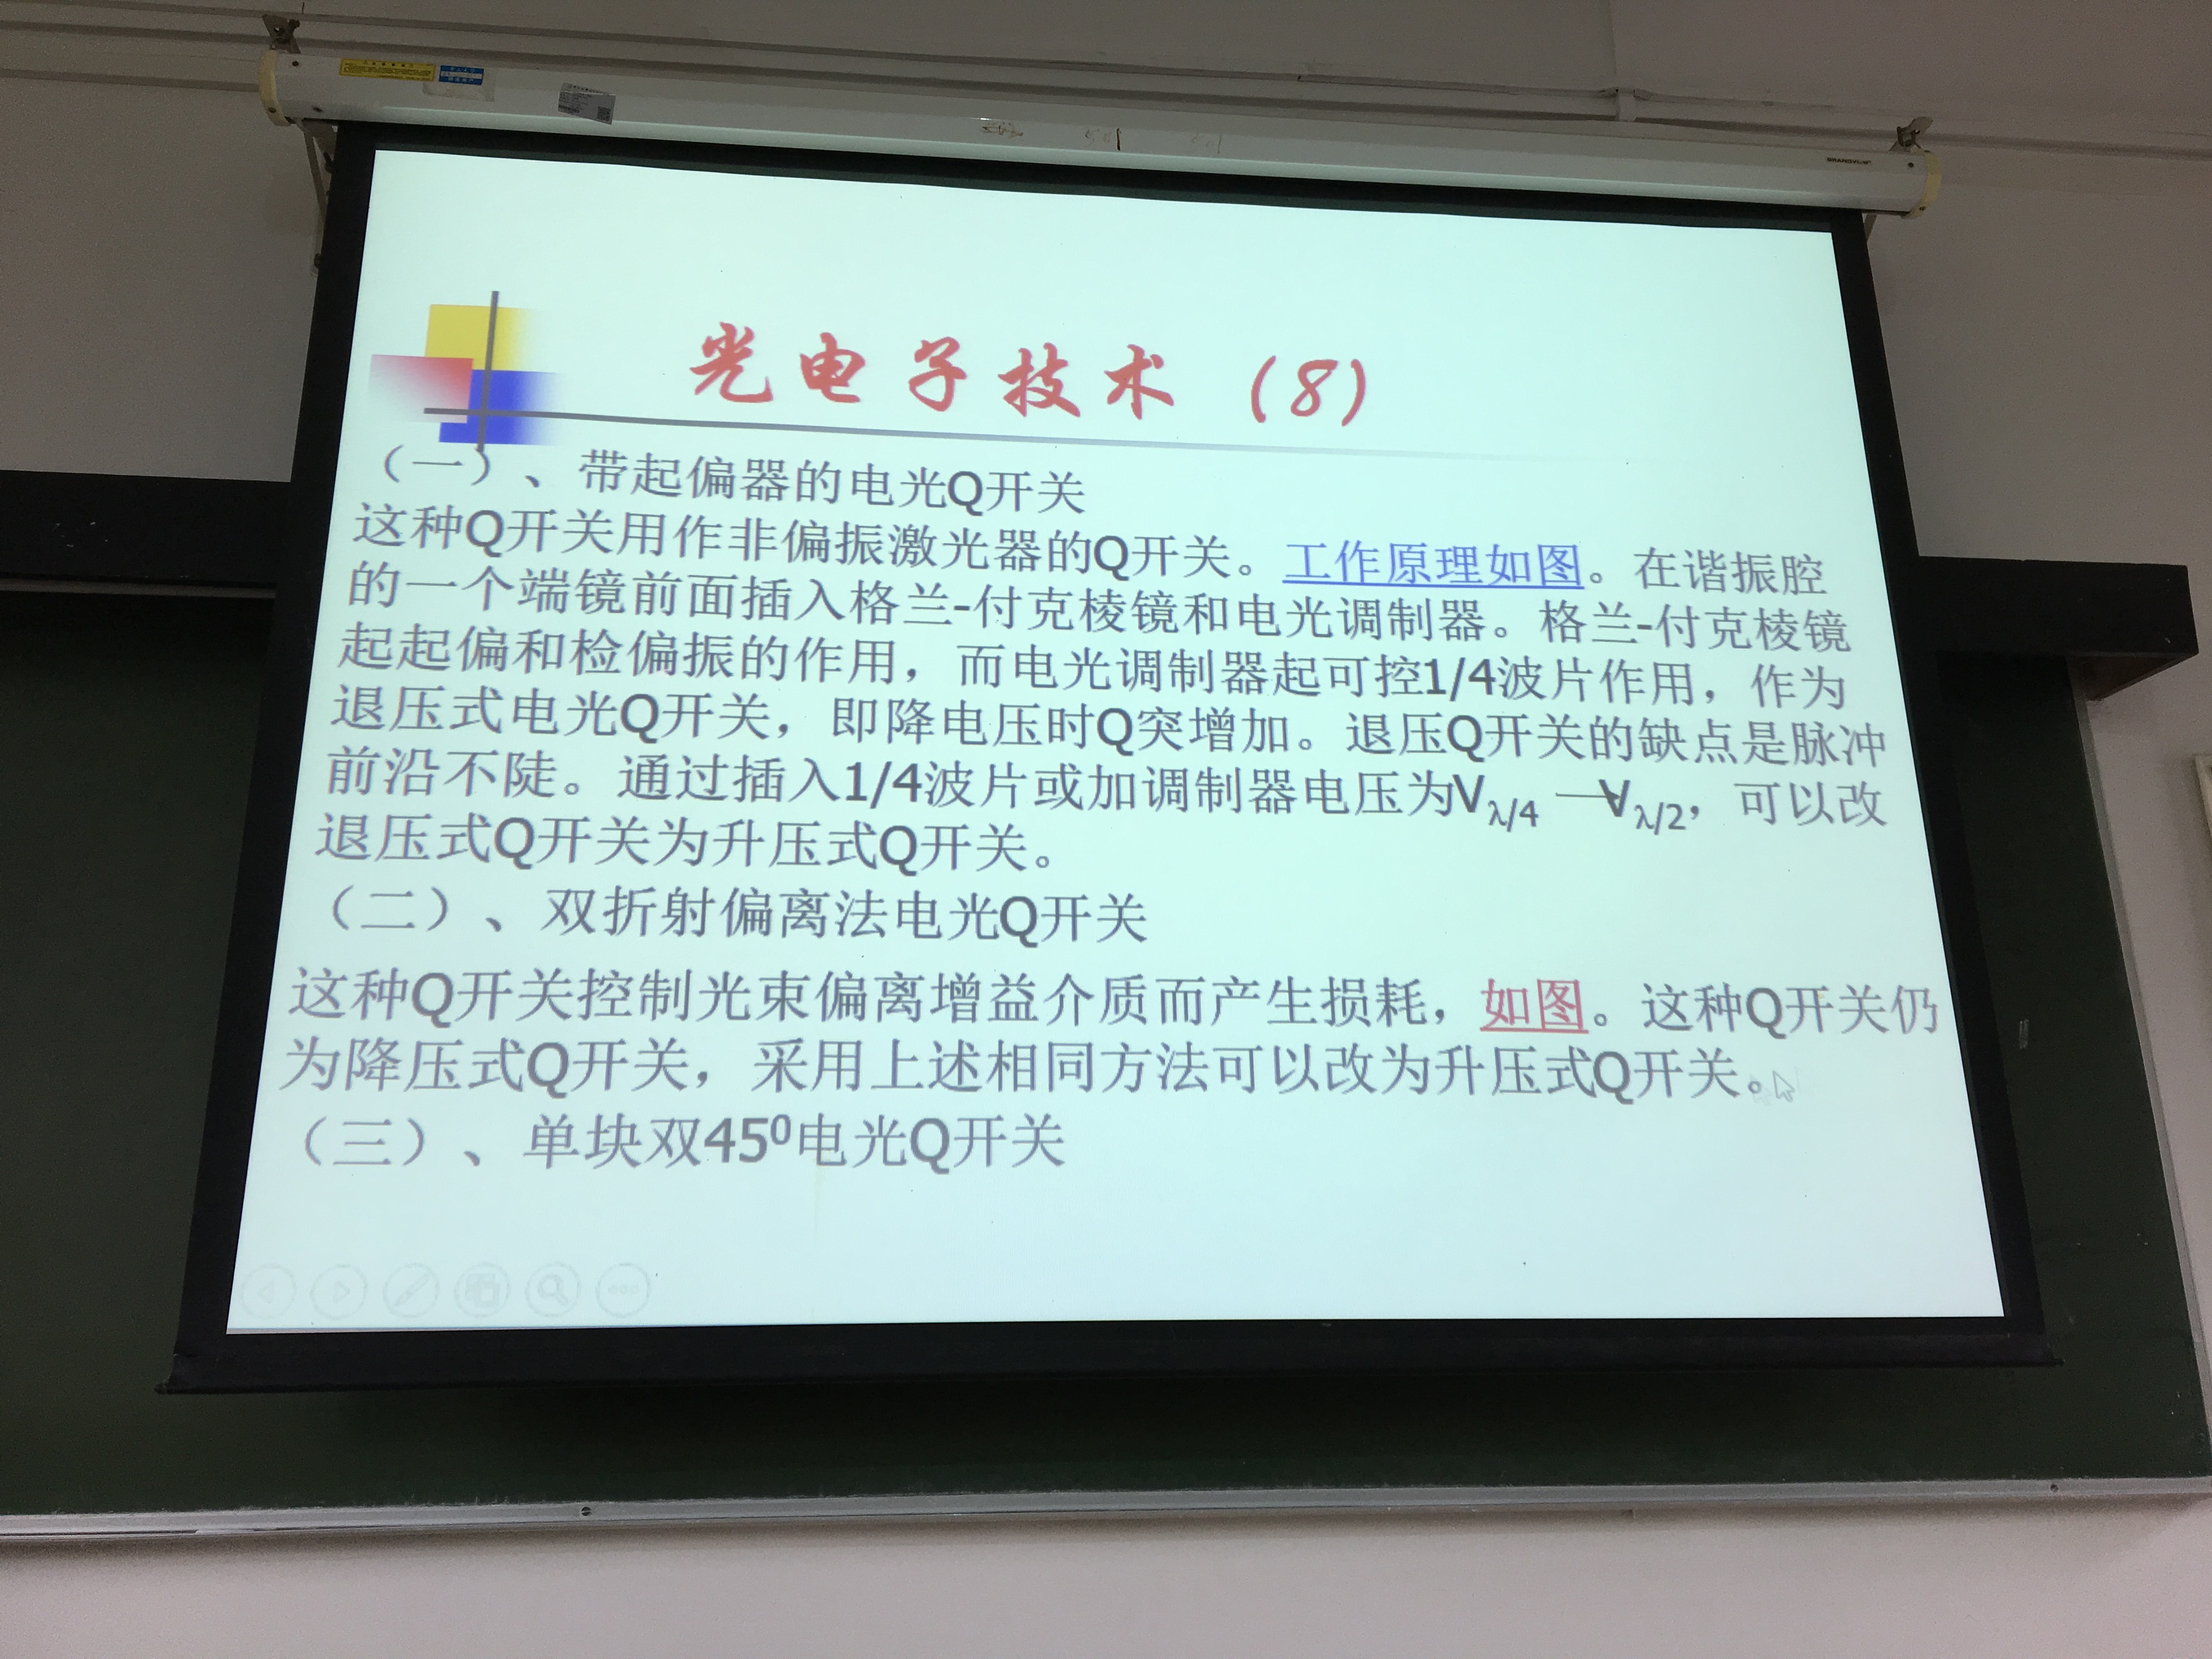 光电子技术（8）
（一）、带起偏器的电光Q开关
这种Q开关用作非偏振激光器的Q开关。工作原理如图。在谐振腔
的一个端镜前面插入格兰-付克棱镜和电光调制器。格兰-付克棱镜
起起偏和检偏振的作用，而电光调制器起可控1/4波片作用，作为
退压式电光Q开关，即降电压时Q突增加。退压Q开关的缺点是脉冲
前沿不陡。通过插入1/4波片或加调制器电压为Vλ/4 →Vλ/2，可以改
退压式Q开关为升压式Q开关。
（二）、双折射偏离法电光Q开关
这种Q开关控制光束偏离增益介质而产生损耗，如图。这种Q开关仍
为降压式Q开关，采用上述相同方法可以改为升压式Q开关。
（三）、单块双45⁰电光Q开关